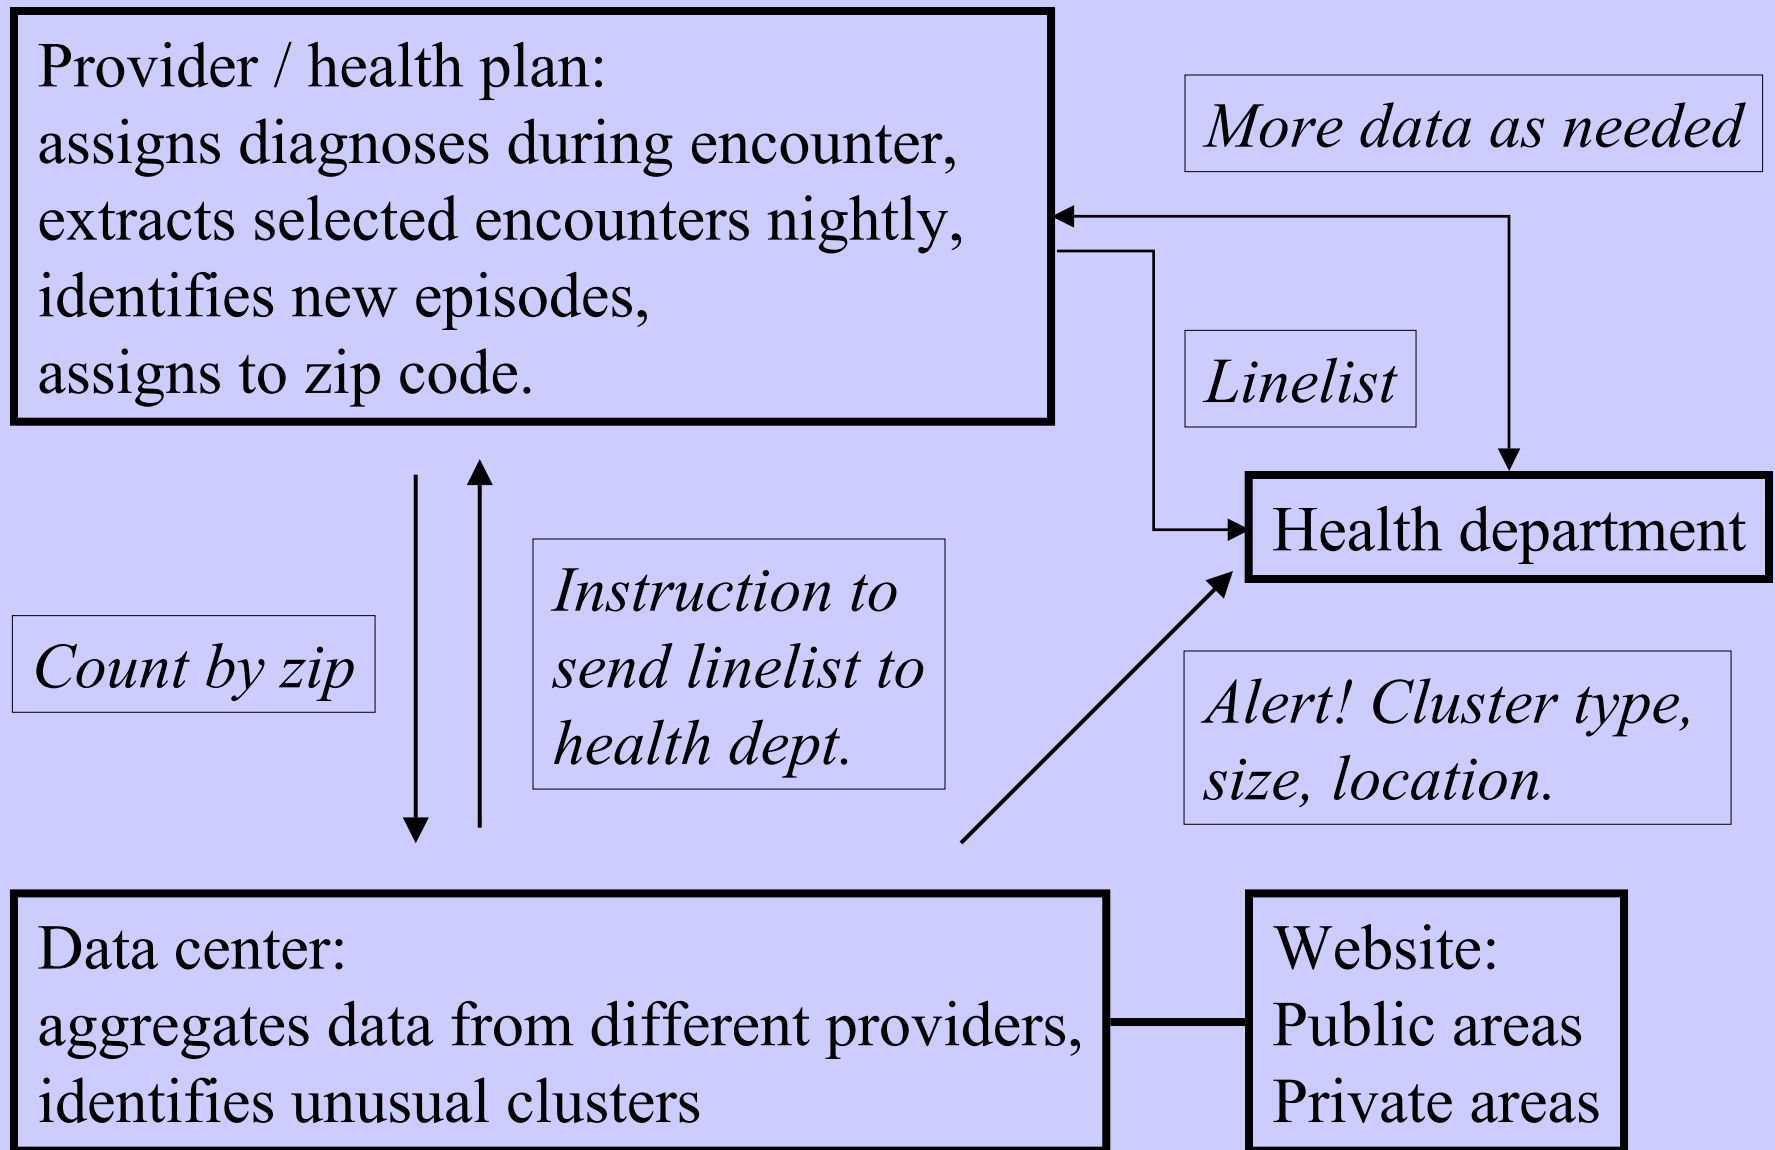 Provider / health plan:
assigns diagnoses during encounter,
extracts selected encounters nightly,
identifies new episodes,
assigns to zip code.
More data as needed
Linelist
Health department
Count by zip
Instruction to
send linelist to
health dept.
Alert! Cluster type,
size, location.
Data center:
aggregates data from different providers,
identifies unusual clusters
Website:
Public areas
Private areas